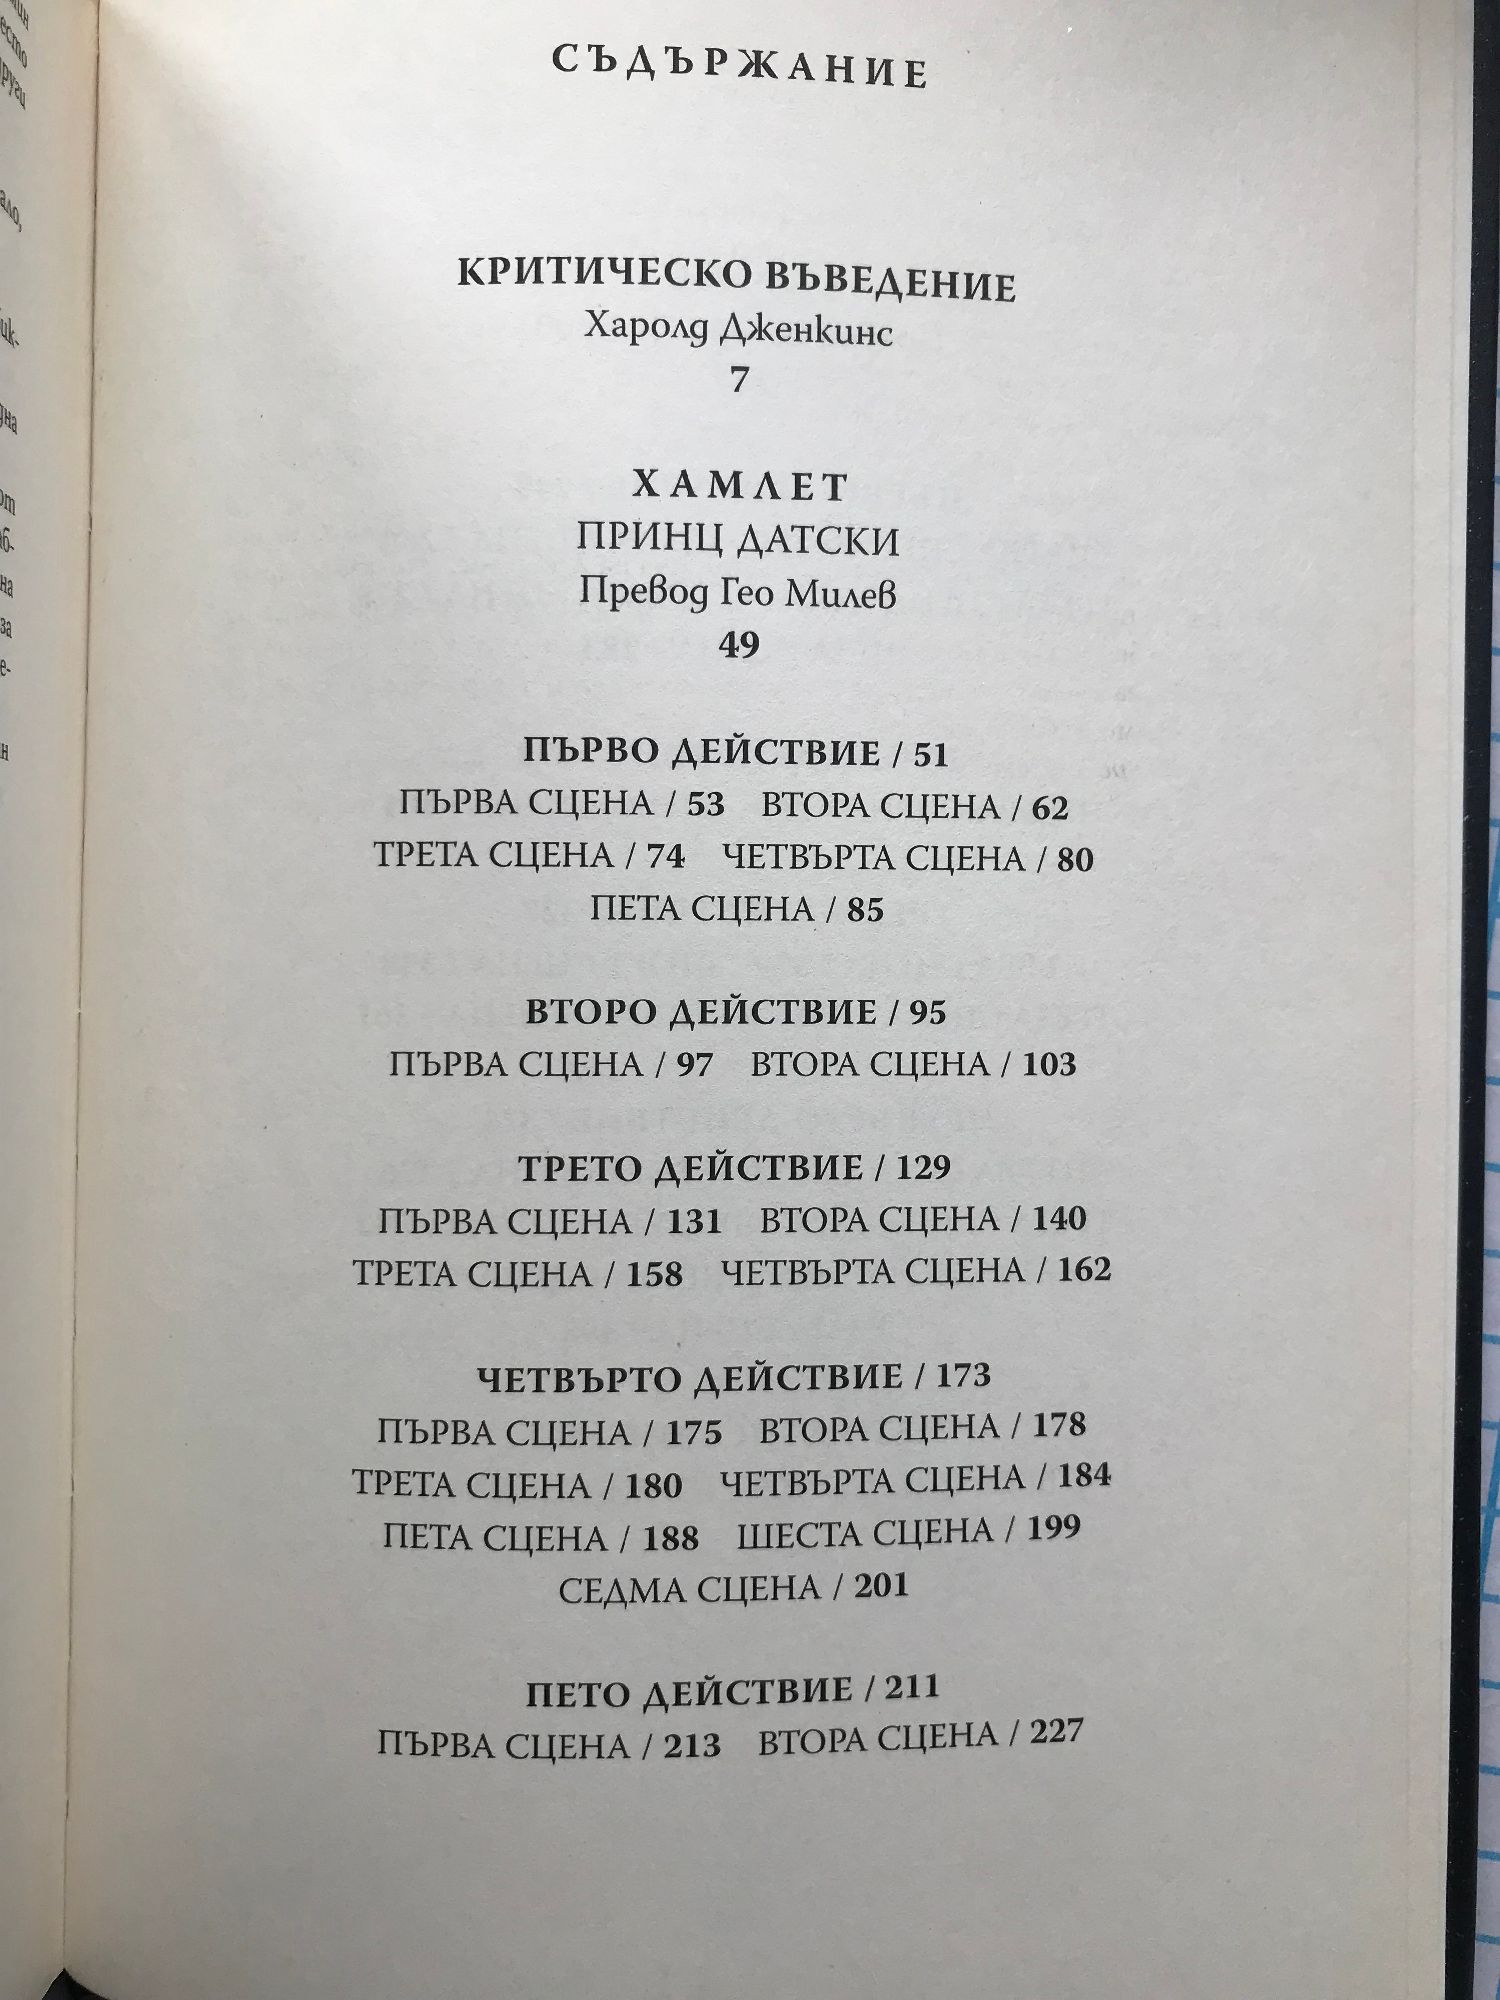 СЪДЪРЖАНИЕ
КРИТИЧЕСКО ВЪВЕДЕНИЕ
Харолд Дженкинс
7
ХАМЛЕТ
ПРИНЦ ДАТСКИ
Превод Гео Милев
49
ПЪРВО ДЕЙСТВИЕ / 51
ПЪРВА СЦЕНА / 53 ВТОРА СЦЕНА / 62
ТРЕТА СЦЕНА / 74 ЧЕТВЪРТА СЦЕНА / 80
ПЕТА СЦЕНА / 85
ВТОРО ДЕЙСТВИЕ / 95
ПЪРВА СЦЕНА / 97 ВТОРА СЦЕНА / 103
ТРЕТО ДЕЙСТВИЕ / 129
ПЪРВА СЦЕНА / 131 ВТОРА СЦЕНА / 140
ТРЕТА СЦЕНА / 158 ЧЕТВЪРТА СЦЕНА / 162
ЧЕТВЪРТО ДЕЙСТВИЕ / 173
ПЪРВА СЦЕНА / 175 ВТОРА СЦЕНА / 178
ТРЕТА СЦЕНА / 180 ЧЕТВЪРТА СЦЕНА / 184
ПЕТА СЦЕНА / 188 ШЕСТА СЦЕНА / 199
СЕДМА СЦЕНА / 201
ПЕТО ДЕЙСТВИЕ / 211
ПЪРВА СЦЕНА / 213 ВТОРА СЦЕНА / 227